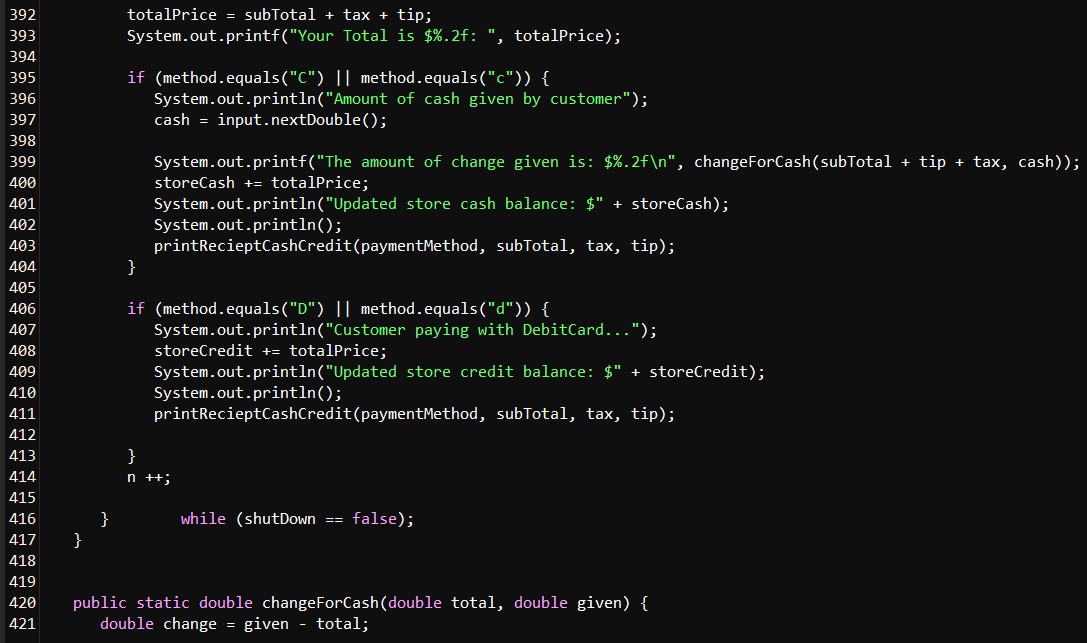 392 totalPrice = subTotal + tax + tip;
393 System.out.printf("Your Total is $%.2f: ", totalPrice);
394
395 if (method.equals("C") || method.equals("c")) {
396 System.out.println("Amount of cash given by customer");
397 cash = input.nextDouble();
398
399 System.out.printf("The amount of change given is: $%.2f\n", changeForCash(subTotal + tip + tax, cash));
400 storeCash += totalPrice;
401 System.out.println("Updated store cash balance: $" + storeCash);
402 System.out.println();
403 printRecieptCashCredit(paymentMethod, subTotal, tax, tip);
404 }
405
406 if (method.equals("D") || method.equals("d")) {
407 System.out.println("Customer paying with DebitCard...");
408 storeCredit += totalPrice;
409 System.out.println("Updated store credit balance: $" + storeCredit);
410 System.out.println();
411 printRecieptCashCredit(paymentMethod, subTotal, tax, tip);
412
413 }
414 n ++;
415
416 } while (shutDown == false);
417 }
418
419
420 public static double changeForCash(double total, double given) {
421 double change = given - total;